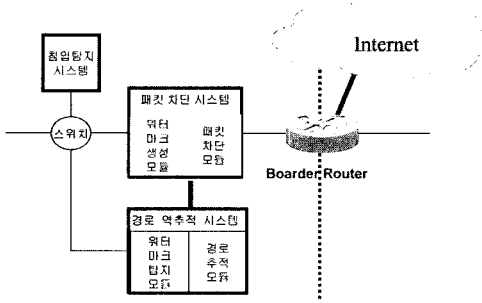 침입탐지
시스템
Internet
패킷 차단 시스템
스위치
워터
마크
생성
모듈
패킷
차단
모듈
Boarder Router
경로 역추적 시스템
워터
마크
탐지
모듈
경로
추적
모듈